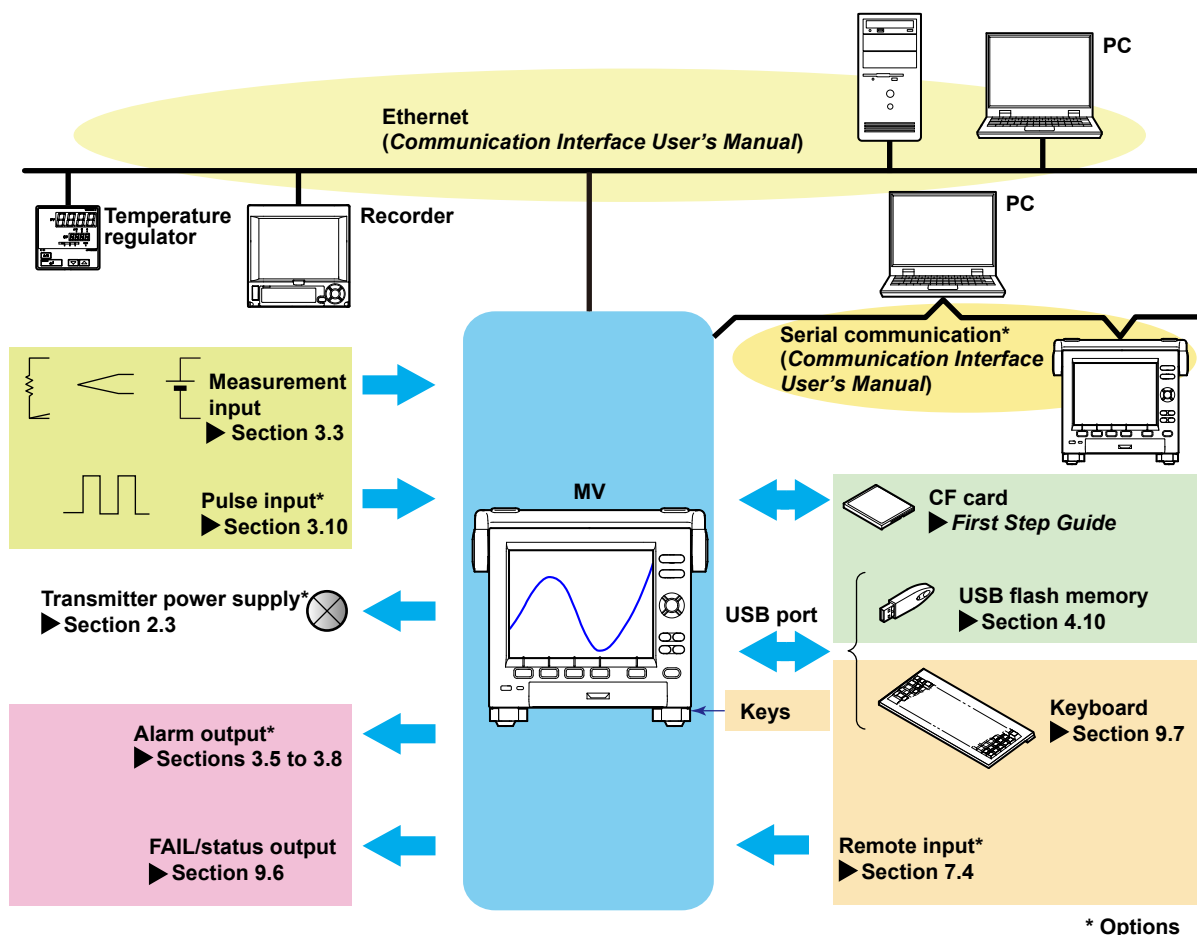 PC
Ethernet
(Communication Interface User's Manual)
Temperature
regulator
Recorder
PC
Serial communication*
(Communication Interface
User's Manual)
Measurement
input
▶ Section 3.3
Pulse input*
▶ Section 3.10
MV
CF card
▶ First Step Guide
Transmitter power supply*
▶ Section 2.3
USB port
USB flash memory
▶ Section 4.10
Keys
Keyboard
▶ Section 9.7
Alarm output*
▶ Sections 3.5 to 3.8
FAIL/status output
▶ Section 9.6
Remote input*
▶ Section 7.4
* Options